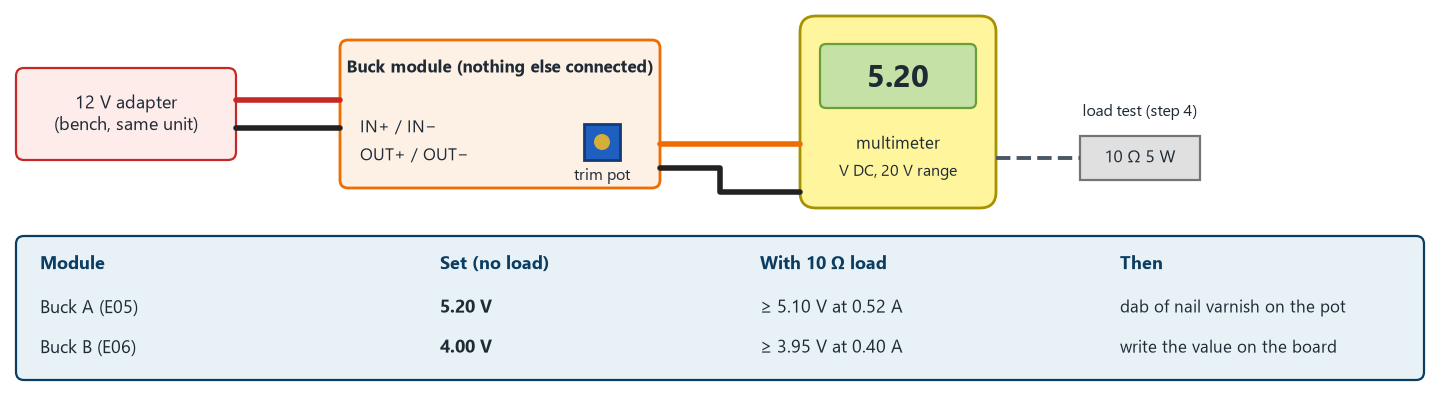 12 V adapter
(bench, same unit)
Buck module (nothing else connected)
IN+ / IN−
OUT+ / OUT−
trim pot
5.20
multimeter
V DC, 20 V range
load test (step 4)
10 Ω 5 W
Module Set (no load) With 10 Ω load Then
Buck A (E05) 5.20 V ≥ 5.10 V at 0.52 A dab of nail varnish on the pot
Buck B (E06) 4.00 V ≥ 3.95 V at 0.40 A write the value on the board